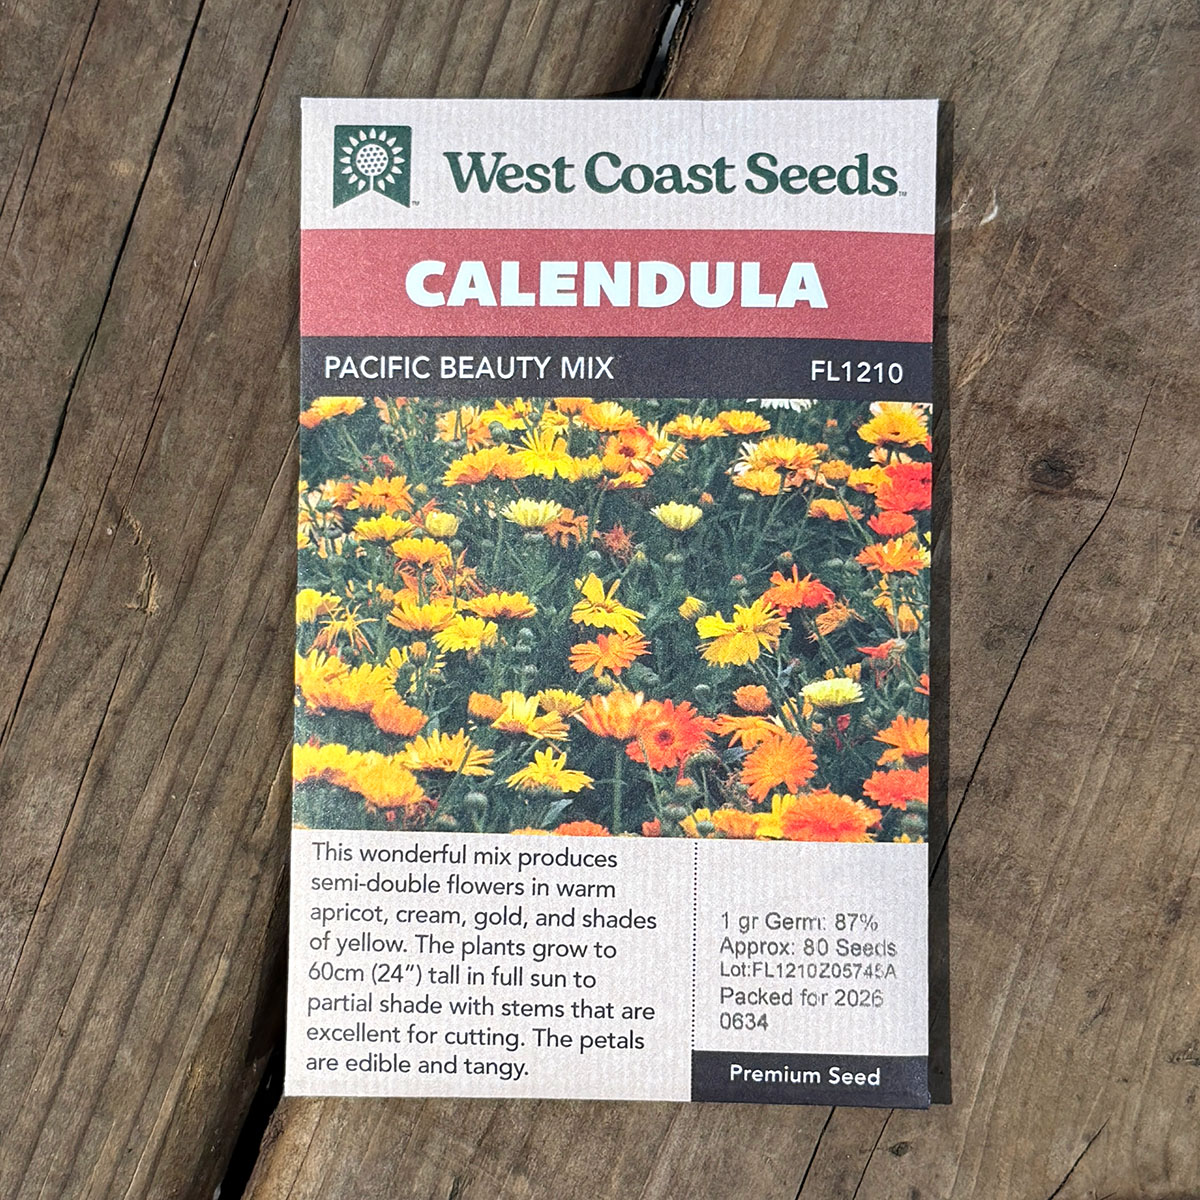 West Coast Seeds™
CALENDULA
PACIFIC BEAUTY MIX FL1210
This wonderful mix produces
semi-double flowers in warm
apricot, cream, gold, and shades
of yellow. The plants grow to
60cm (24") tall in full sun to
partial shade with stems that are
excellent for cutting. The petals
are edible and tangy.
1 gr Germ: 87%
Approx: 80 Seeds
Lot:FL1210Z05745A
Packed for 2026
0634
Premium Seed